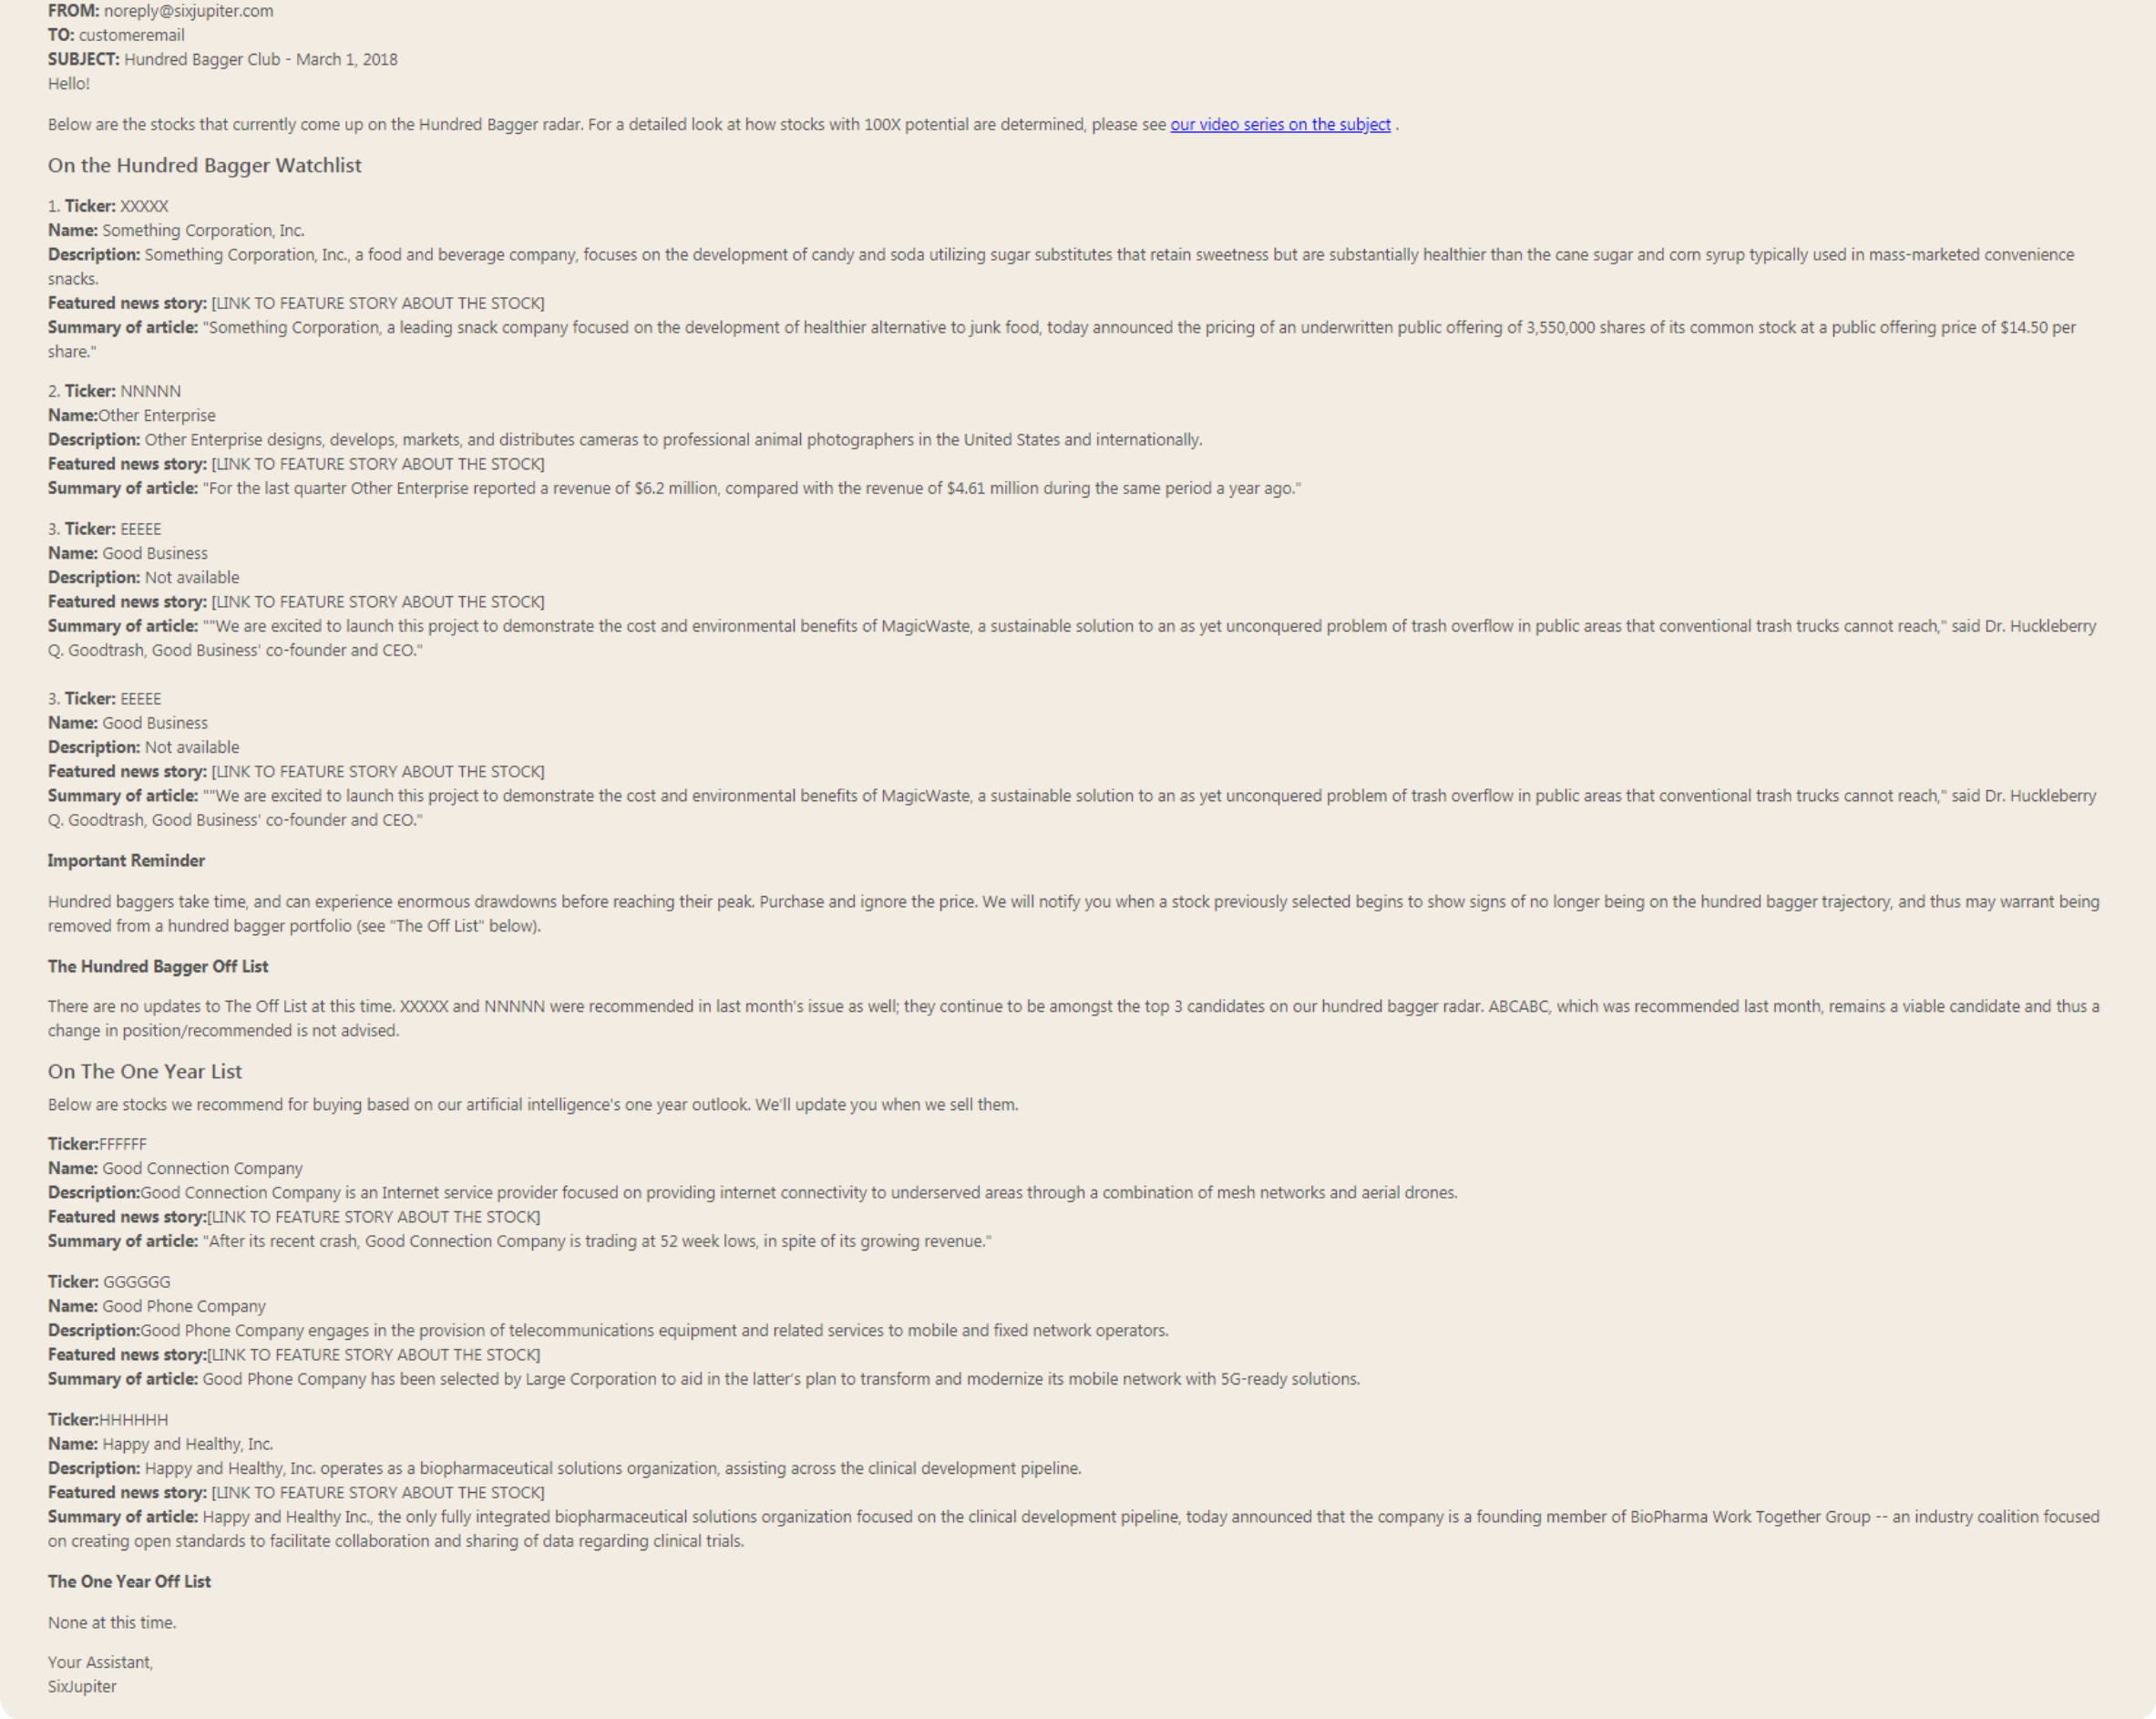 FROM: noreply@sixjupiter.com
TO: customeremail
SUBJECT: Hundred Bagger Club - March 1, 2018
Hello!
Below are the stocks that currently come up on the Hundred Bagger radar. For a detailed look at how stocks with 100X potential are determined, please see our video series on the subject .
On the Hundred Bagger Watchlist
1. Ticker: XXXXX
Name: Something Corporation, Inc.
Description: Something Corporation, Inc., a food and beverage company, focuses on the development of candy and soda utilizing sugar substitutes that retain sweetness but are substantially healthier than the cane sugar and corn syrup typically used in mass-marketed convenience
snacks.
Featured news story: [LINK TO FEATURE STORY ABOUT THE STOCK]
Summary of article: "Something Corporation, a leading snack company focused on the development of healthier alternative to junk food, today announced the pricing of an underwritten public offering of 3,550,000 shares of its common stock at a public offering price of $14.50 per
share."
2. Ticker: NNNNN
Name:Other Enterprise
Description: Other Enterprise designs, develops, markets, and distributes cameras to professional animal photographers in the United States and internationally.
Featured news story: [LINK TO FEATURE STORY ABOUT THE STOCK]
Summary of article: "For the last quarter Other Enterprise reported a revenue of $6.2 million, compared with the revenue of $4.61 million during the same period a year ago."
3. Ticker: EEEEE
Name: Good Business
Description: Not available
Featured news story: [LINK TO FEATURE STORY ABOUT THE STOCK]
Summary of article: ""We are excited to launch this project to demonstrate the cost and environmental benefits of MagicWaste, a sustainable solution to an as yet unconquered problem of trash overflow in public areas that conventional trash trucks cannot reach," said Dr. Huckleberry
Q. Goodtrash, Good Business' co-founder and CEO."
3. Ticker: EEEEE
Name: Good Business
Description: Not available
Featured news story: [LINK TO FEATURE STORY ABOUT THE STOCK]
Summary of article: ""We are excited to launch this project to demonstrate the cost and environmental benefits of MagicWaste, a sustainable solution to an as yet unconquered problem of trash overflow in public areas that conventional trash trucks cannot reach," said Dr. Huckleberry
Q. Goodtrash, Good Business' co-founder and CEO."
Important Reminder
Hundred baggers take time, and can experience enormous drawdowns before reaching their peak. Purchase and ignore the price. We will notify you when a stock previously selected begins to show signs of no longer being on the hundred bagger trajectory, and thus may warrant being
removed from a hundred bagger portfolio (see "The Off List" below).
The Hundred Bagger Off List
There are no updates to The Off List at this time. XXXXX and NNNNN were recommended in last month's issue as well; they continue to be amongst the top 3 candidates on our hundred bagger radar. ABCABC, which was recommended last month, remains a viable candidate and thus a
change in position/recommended is not advised.
On The One Year List
Below are stocks we recommend for buying based on our artificial intelligence's one year outlook. We'll update you when we sell them.
Ticker:FFFFFF
Name: Good Connection Company
Description:Good Connection Company is an Internet service provider focused on providing internet connectivity to underserved areas through a combination of mesh networks and aerial drones.
Featured news story:[LINK TO FEATURE STORY ABOUT THE STOCK]
Summary of article: "After its recent crash, Good Connection Company is trading at 52 week lows, in spite of its growing revenue."
Ticker: GGGGGG
Name: Good Phone Company
Description:Good Phone Company engages in the provision of telecommunications equipment and related services to mobile and fixed network operators.
Featured news story:[LINK TO FEATURE STORY ABOUT THE STOCK]
Summary of article: Good Phone Company has been selected by Large Corporation to aid in the latter's plan to transform and modernize its mobile network with 5G-ready solutions.
Ticker:HHHHHH
Name: Happy and Healthy, Inc.
Description: Happy and Healthy, Inc. operates as a biopharmaceutical solutions organization, assisting across the clinical development pipeline.
Featured news story: [LINK TO FEATURE STORY ABOUT THE STOCK]
Summary of article: Happy and Healthy Inc., the only fully integrated biopharmaceutical solutions organization focused on the clinical development pipeline, today announced that the company is a founding member of BioPharma Work Together Group -- an industry coalition focused
on creating open standards to facilitate collaboration and sharing of data regarding clinical trials.
The One Year Off List
None at this time.
Your Assistant,
SixJupiter